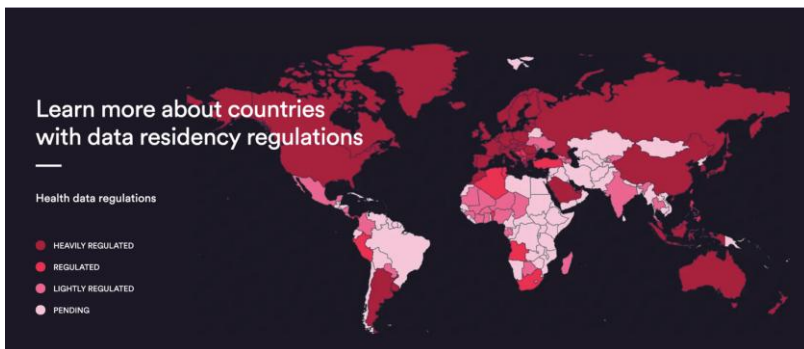 Learn more about countries
with data residency regulations
Health data regulations
HEAVILY REGULATED
REGULATED
LIGHTLY REGULATED
PENDING